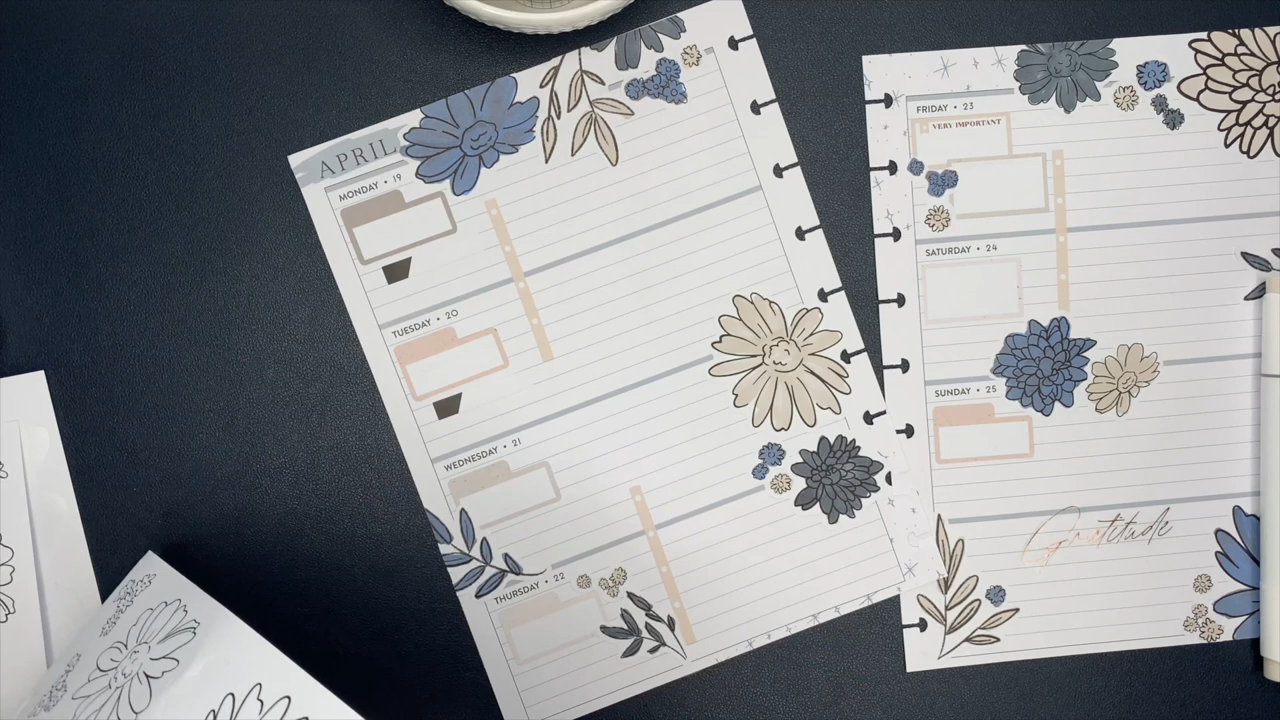 APRIL
MONDAY • 19
TUESDAY • 20
WEDNESDAY • 21
THURSDAY • 22
FRIDAY • 23
VERY IMPORTANT
SATURDAY • 24
SUNDAY • 25
Gratitude